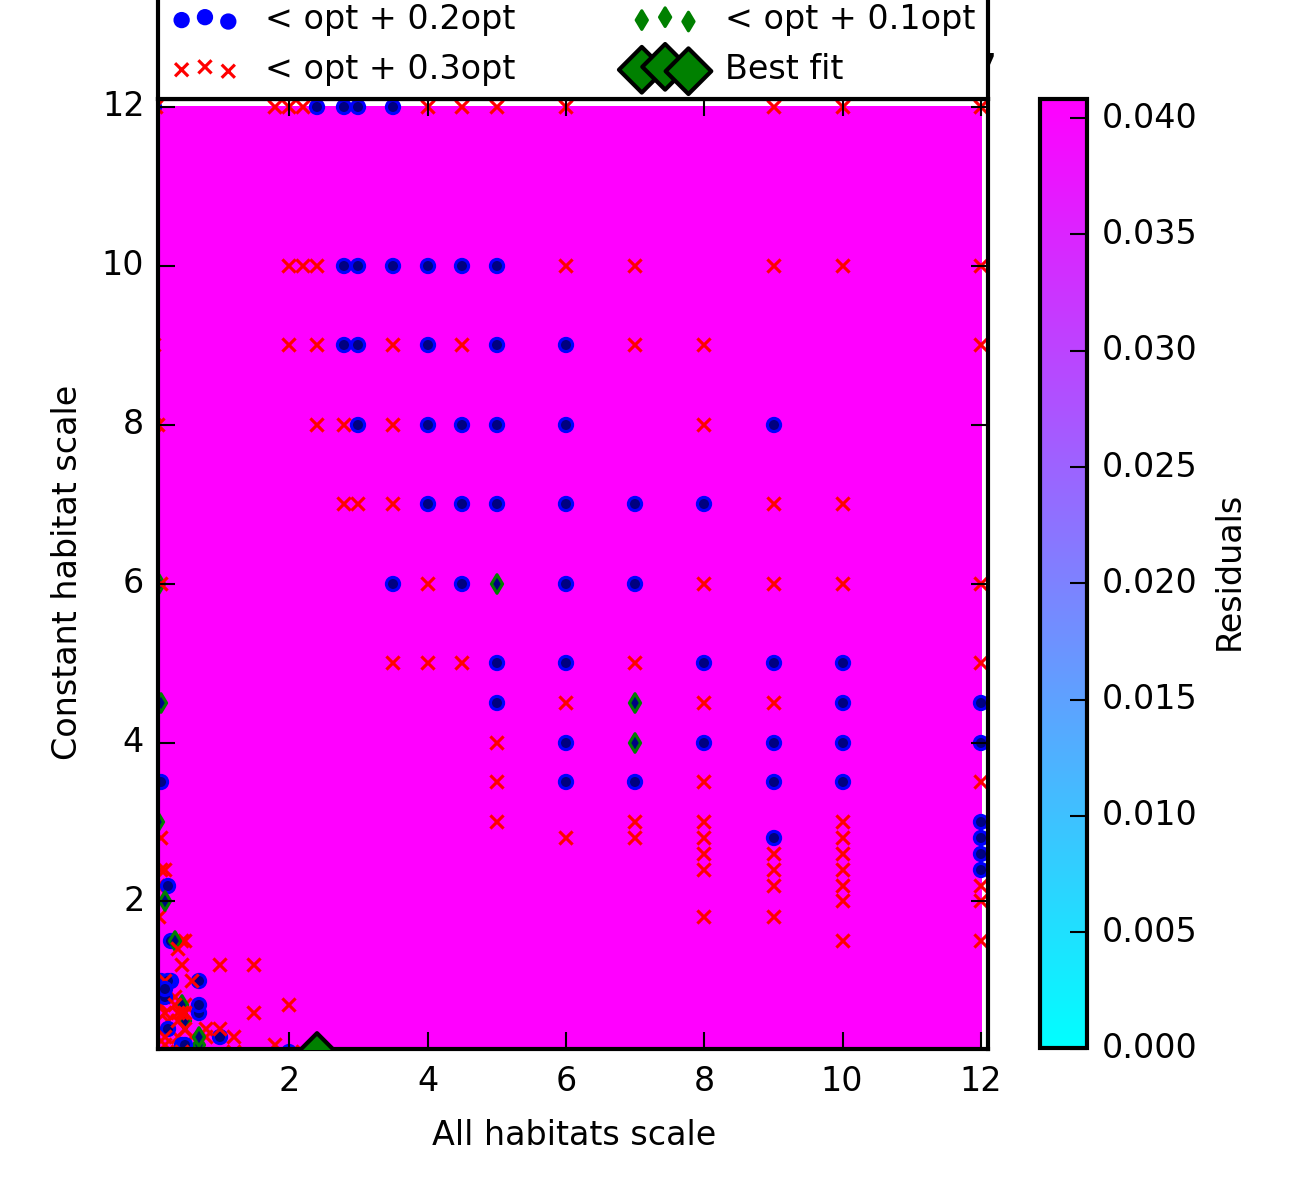 < opt + 0.2opt
< opt + 0.1opt
< opt + 0.3opt
Best fit
12
10
8
6
4
2
Constant habitat scale
2 4 6 8 10 12
All habitats scale
0.040
0.035
0.030
0.025
0.020
0.015
0.010
0.005
0.000
Residuals